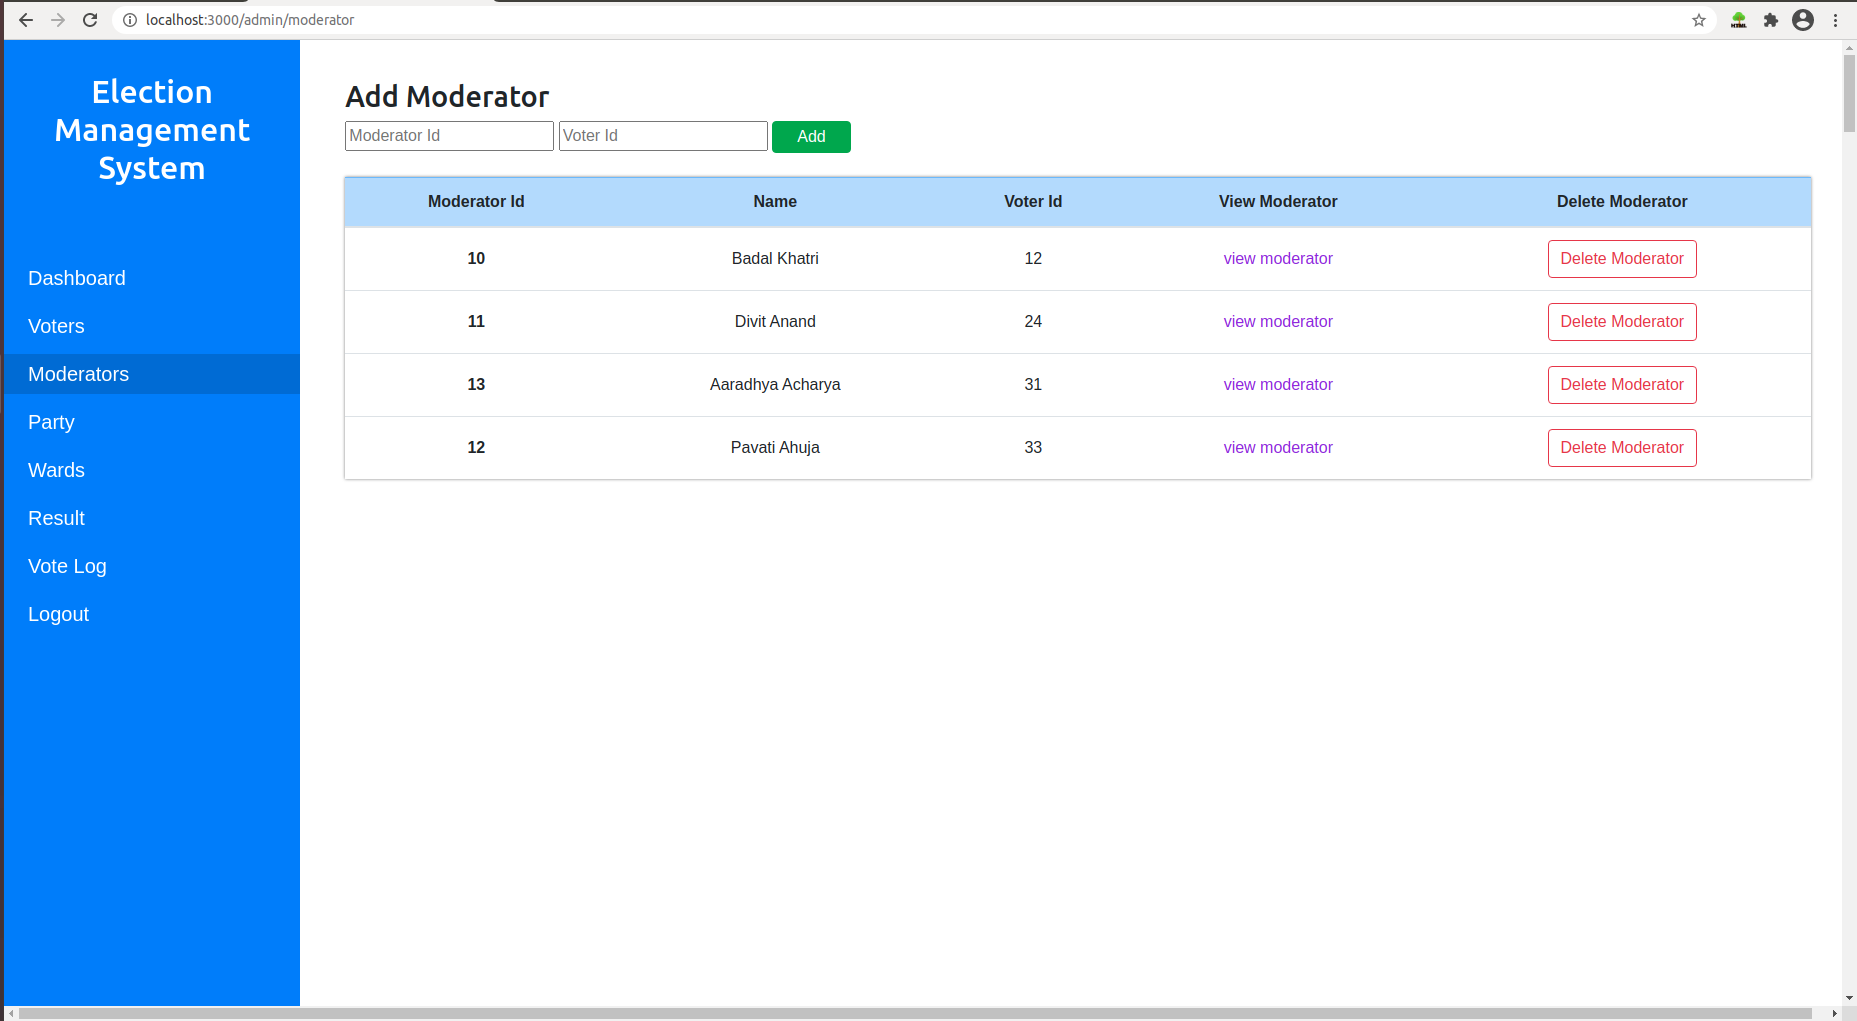 localhost:3000/admin/moderator
HTML
Election
Management
System
Dashboard
Voters
Moderators
Party
Wards
Result
Vote Log
Logout
Add Moderator
Moderator Id Voter Id Add
Moderator Id Name Voter Id View Moderator Delete Moderator
10 Badal Khatri 12 view moderator Delete Moderator
11 Divit Anand 24 view moderator Delete Moderator
13 Aaradhya Acharya 31 view moderator Delete Moderator
12 Pavati Ahuja 33 view moderator Delete Moderator